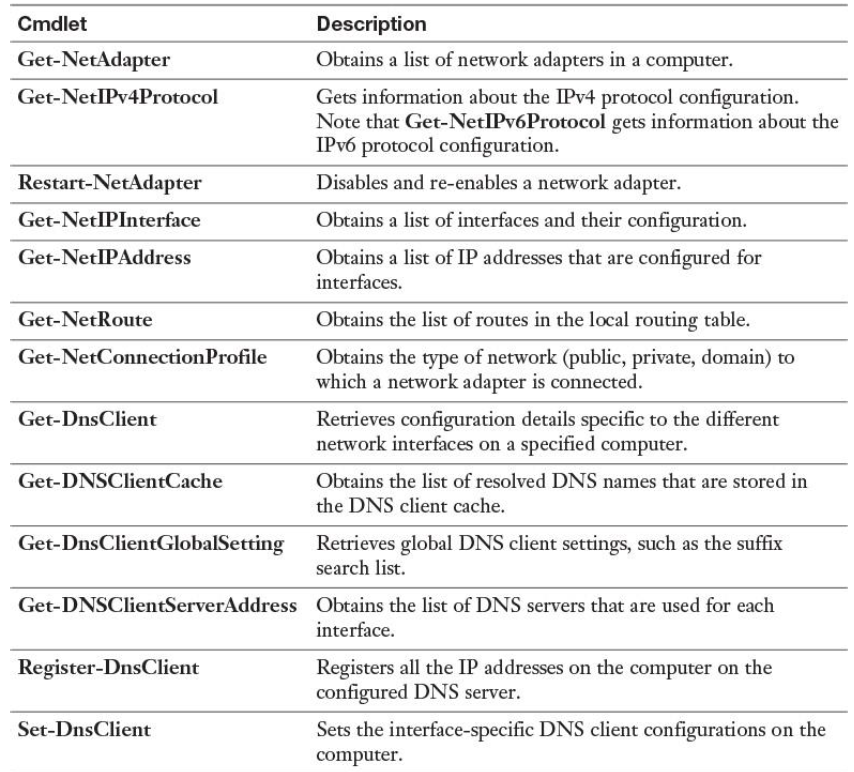 Cmdlet Description
Get-NetAdapter Obtains a list of network adapters in a computer.
Get-NetIPv4Protocol Gets information about the IPv4 protocol configuration.
Note that Get-NetIPv6Protocol gets information about the
IPv6 protocol configuration.
Restart-NetAdapter Disables and re-enables a network adapter.
Get-NetIPInterface Obtains a list of interfaces and their configuration.
Get-NetIPAddress Obtains a list of IP addresses that are configured for
interfaces.
Get-NetRoute Obtains the list of routes in the local routing table.
Get-NetConnectionProfile Obtains the type of network (public, private, domain) to
which a network adapter is connected.
Get-DnsClient Retrieves configuration details specific to the different
network interfaces on a specified computer.
Get-DNSClientCache Obtains the list of resolved DNS names that are stored in
the DNS client cache.
Get-DnsClientGlobalSetting Retrieves global DNS client settings, such as the suffix
search list.
Get-DNSClientServerAddress Obtains the list of DNS servers that are used for each
interface.
Register-DnsClient Registers all the IP addresses on the computer on the
configured DNS server.
Set-DnsClient Sets the interface-specific DNS client configurations on the
computer.